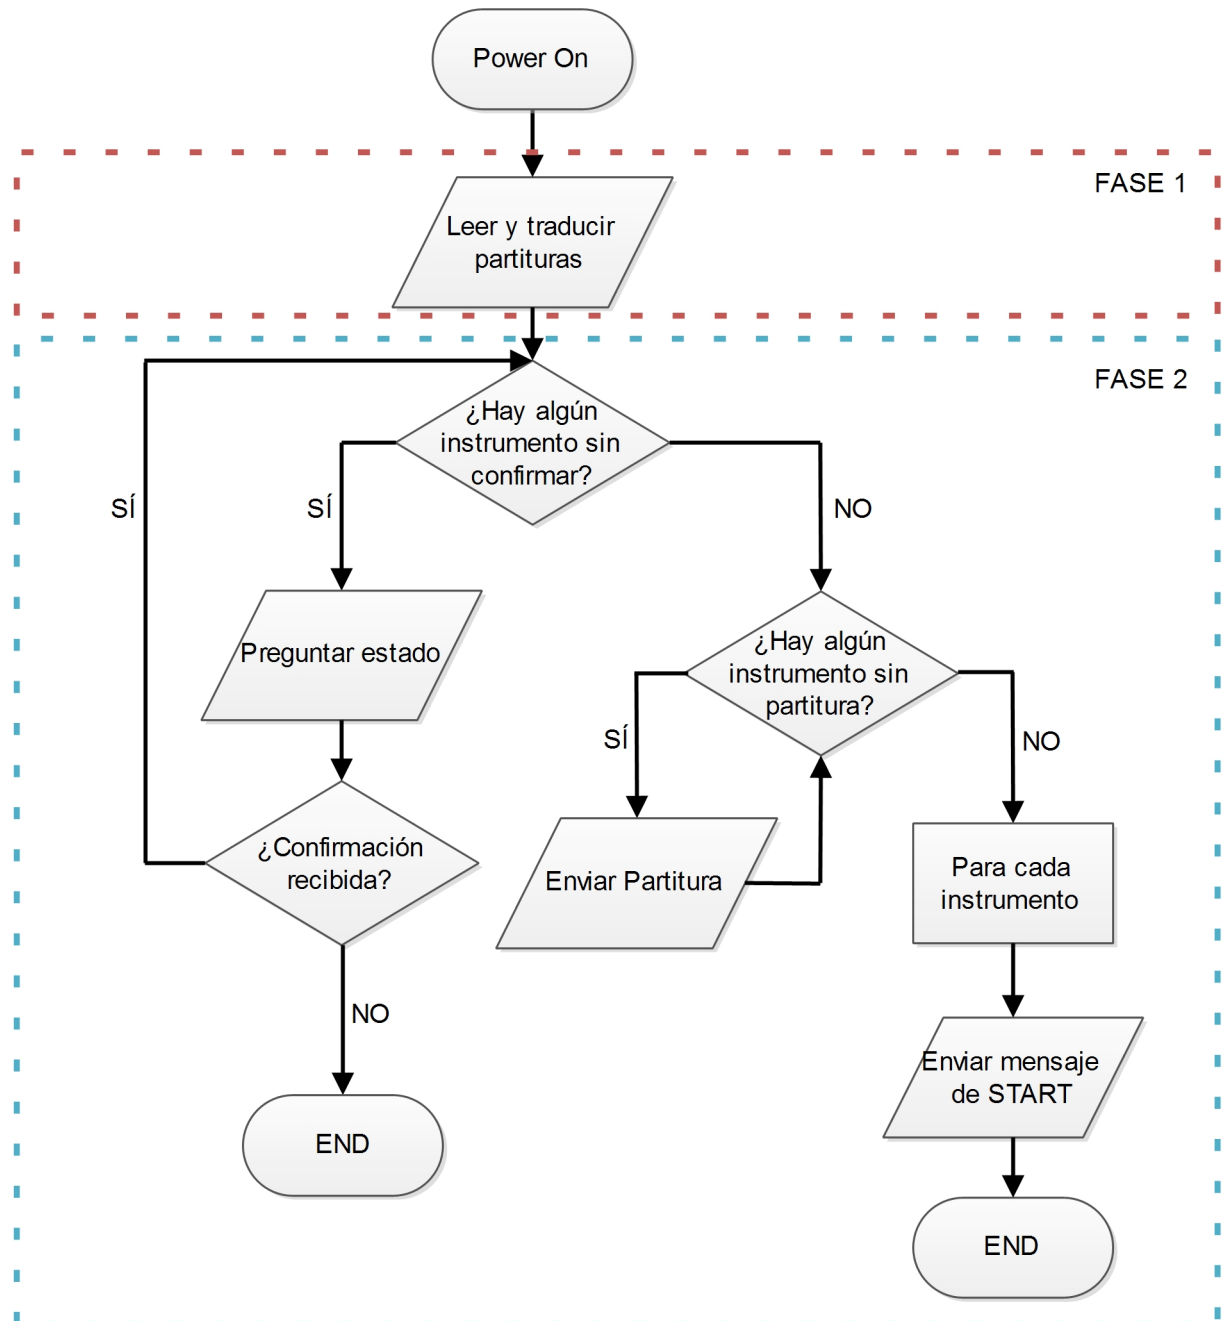 Power On
FASE 1
Leer y traducir
partituras
FASE 2
¿Hay algún
instrumento sin
confirmar?
SÍ
SÍ
NO
Preguntar estado
¿Hay algún
instrumento sin
partitura?
SÍ
NO
¿Confirmación
recibida?
Enviar Partitura
Para cada
instrumento
NO
Enviar mensaje
de START
END
END